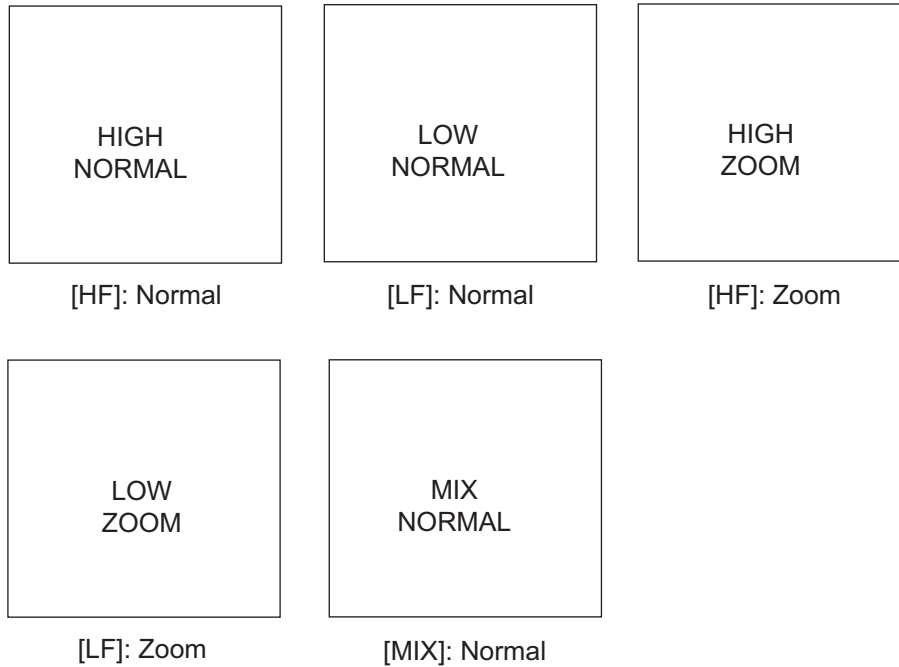 HIGH
NORMAL
LOW
NORMAL
HIGH
ZOOM
[HF]: Normal
[LF]: Normal
[HF]: Zoom
LOW
ZOOM
MIX
NORMAL
[LF]: Zoom
[MIX]: Normal